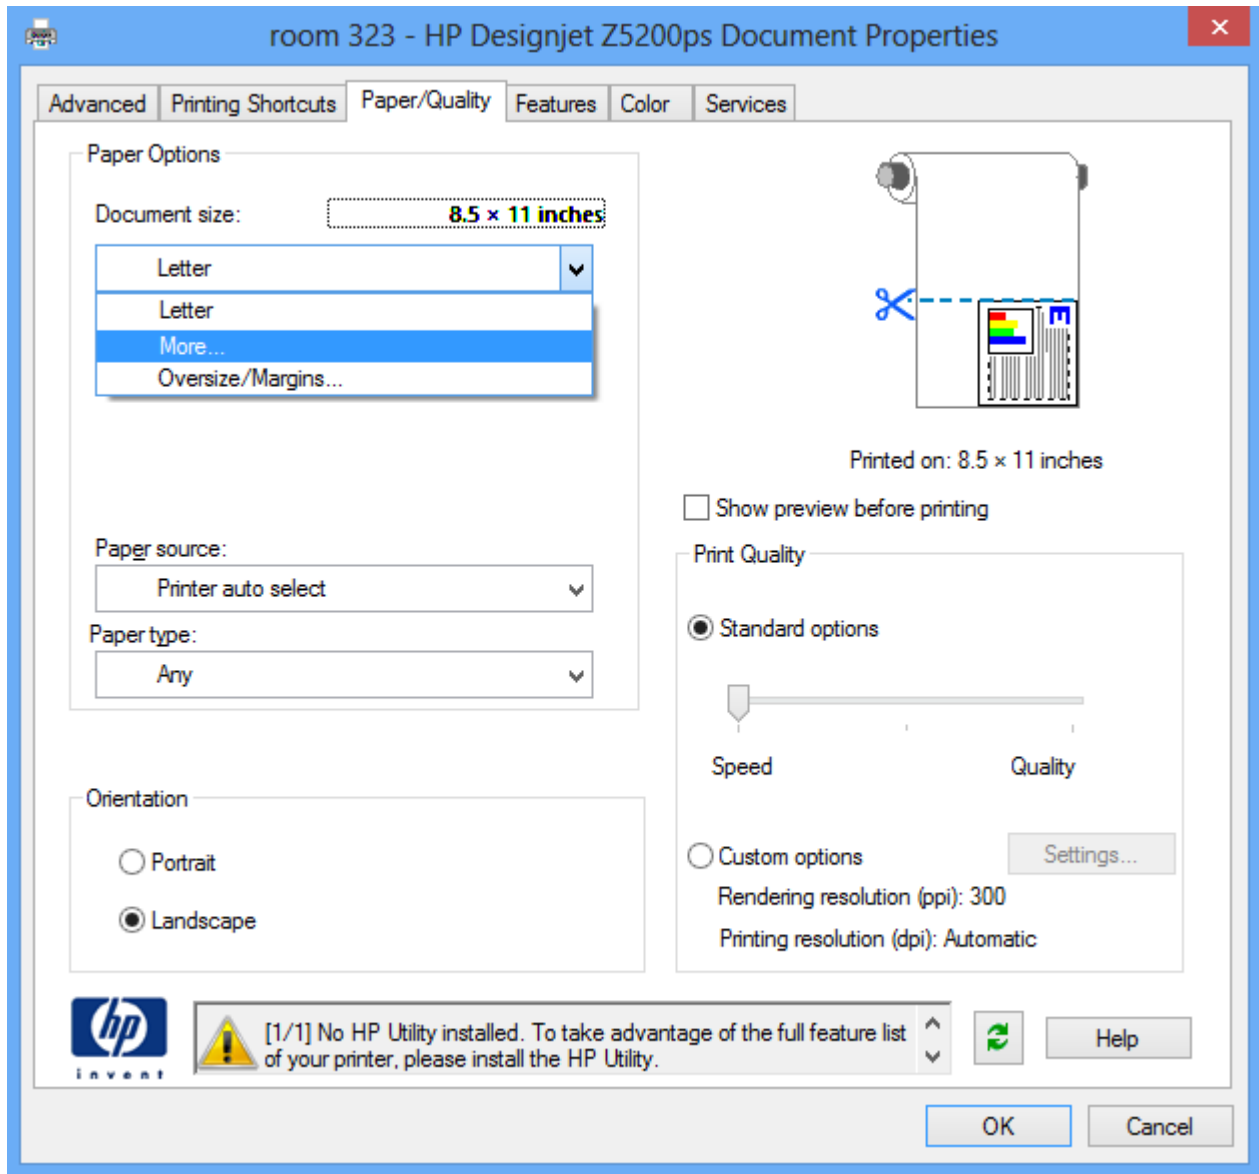 room 323 - HP Designjet Z5200ps Document Properties
Advanced Printing Shortcuts Paper/Quality Features Color Services
Paper Options
Document size: 8.5 × 11 inches
Letter
Letter
More...
Oversize/Margins...
Printed on: 8.5 × 11 inches
Show preview before printing
Paper source:
Printer auto select
Paper type:
Any
Print Quality
Standard options
Speed Quality
Custom options Settings...
Rendering resolution (ppi): 300
Printing resolution (dpi): Automatic
Orientation
Portrait
Landscape
hp
invent
[1/1] No HP Utility installed. To take advantage of the full feature list
of your printer, please install the HP Utility.
Help
OK Cancel